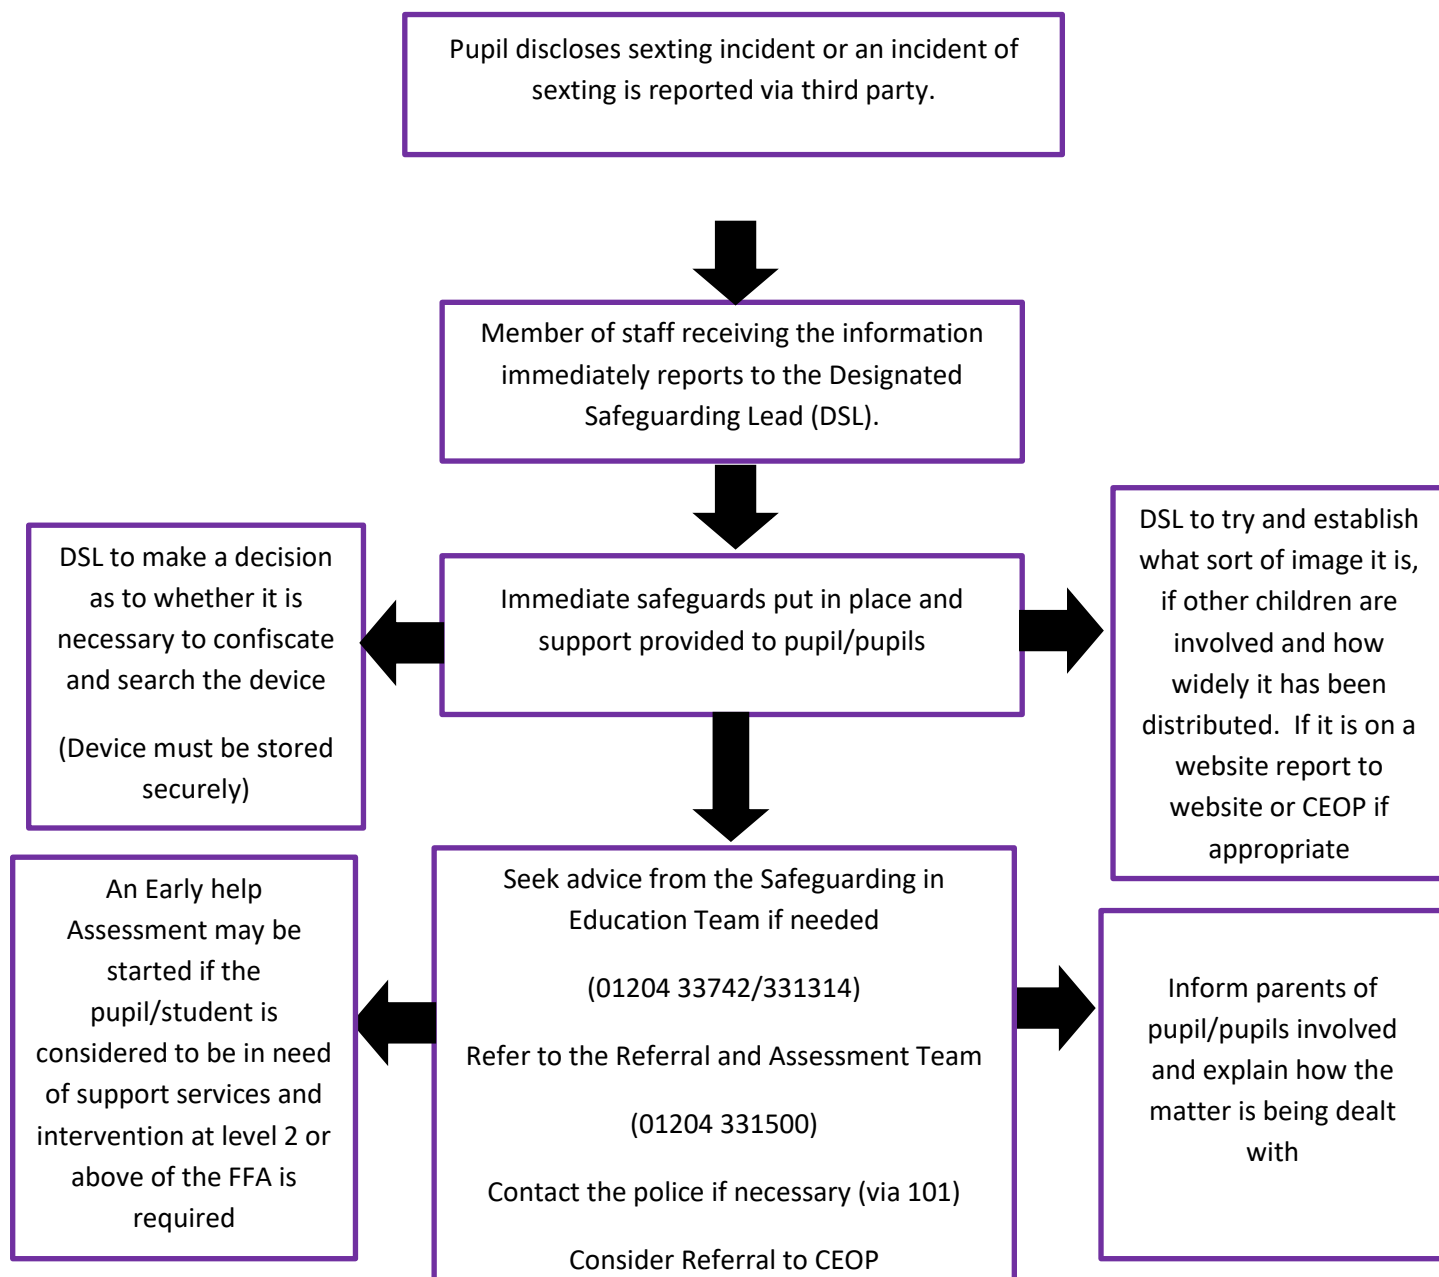 Pupil discloses sexting incident or an incident of
sexting is reported via third party.
Member of staff receiving the information
immediately reports to the Designated
Safeguarding Lead (DSL).
DSL to make a decision
as to whether it is
necessary to confiscate
and search the device
(Device must be stored
securely)
Immediate safeguards put in place and
support provided to pupil/pupils
DSL to try and establish
what sort of image it is,
if other children are
involved and how
widely it has been
distributed.  If it is on a
website report to
website or CEOP if
appropriate
An Early help
Assessment may be
started if the
pupil/student is
considered to be in need
of support services and
intervention at level 2 or
above of the FFA is
required
Seek advice from the Safeguarding in
Education Team if needed
(01204 33742/331314)
Refer to the Referral and Assessment Team
(01204 331500)
Contact the police if necessary (via 101)
Consider Referral to CEOP
Inform parents of
pupil/pupils involved
and explain how the
matter is being dealt
with